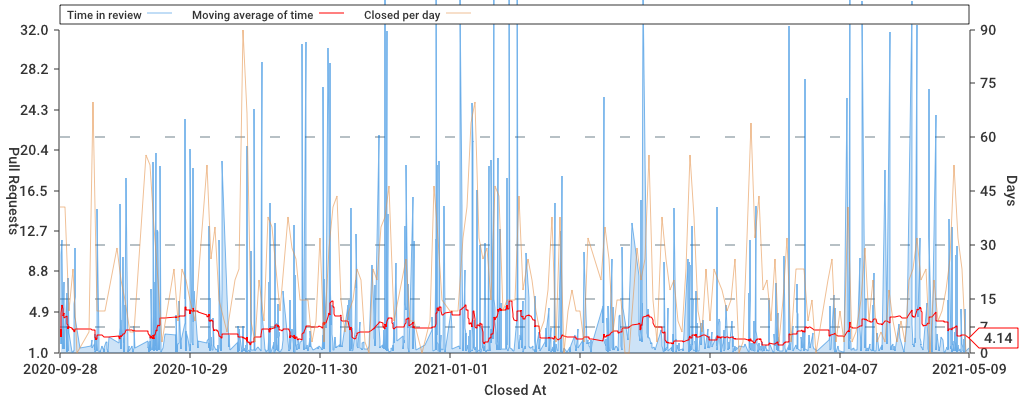 Time in review Moving average of time Closed per day
32.0 90
28.2 75
24.3
20.4 60
16.5 45
12.7 30
8.8
4.9 15
7
1.0 0
4.14
Pull Requests
Days
2020-09-28 2020-10-29 2020-11-30 2021-01-01 2021-02-02 2021-03-06 2021-04-07 2021-05-09
Closed At